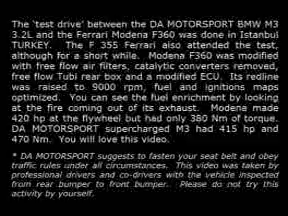 The 'test drive' between the DA MOTORSPORT BMW M3
3.2L and the Ferrari Modena F360 was done in Istanbul
TURKEY. The F 355 Ferrari also attended the test,
although for a short while. Modena F360 was modified
with free flow air filters, catalytic converters removed,
free flow Tubi rear box and a modified ECU. Its redline
was raised to 9000 rpm, fuel and ignitions maps
optimized. You can see the fuel enrichment by looking
at the fire coming out of its exhaust. Modena made
420 hp at the flywheel but had only 380 Nm of torque.
DA MOTORSPORT supercharged M3 had 415 hp and
470 Nm. You will love this video.
* DA MOTORSPORT suggests to fasten your seat belt and obey
traffic rules under all circumstances. This video was taken by
professional drivers and co-drivers with the vehicle inspected
from rear bumper to front bumper. Please do not try this
activity by yourself.